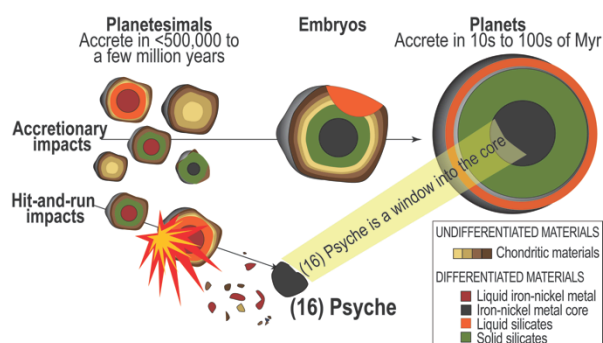 Planetesimals
Accrete in <500,000 to
a few million years
Embryos
Planets
Accrete in 10s to 100s of Myr
Accretionary
impacts
Hit-and-run
impacts
(16) Psyche is a window into the core
(16) Psyche
UNDIFFERENTIATED MATERIALS
Chondritic materials
DIFFERENTIATED MATERIALS
Liquid iron-nickel metal
Iron-nickel metal core
Liquid silicates
Solid silicates